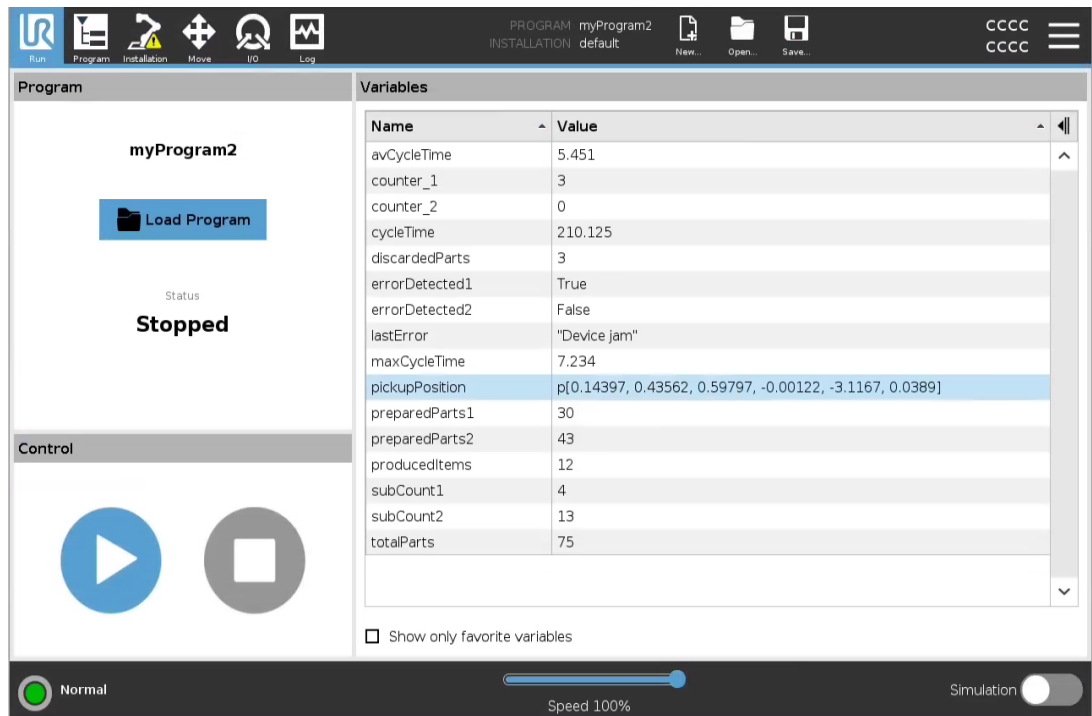 UR
PROGRAM myProgram2
INSTALLATION default
Run
Program
Installation
Move
I/O
Log
New...
Open...
Save...
CCCC
CCCC
Program
myProgram2
Load Program
Status
Stopped
Control
Variables
Name Value
avCycleTime 5.451
counter_1 3
counter_2 0
cycleTime 210.125
discardedParts 3
errorDetected1 True
errorDetected2 False
lastError "Device jam"
maxCycleTime 7.234
pickupPosition p[0.14397, 0.43562, 0.59797, -0.00122, -3.1167, 0.0389]
preparedParts1 30
preparedParts2 43
producedItems 12
subCount1 4
subCount2 13
totalParts 75
Show only favorite variables
Normal
Speed 100%
Simulation